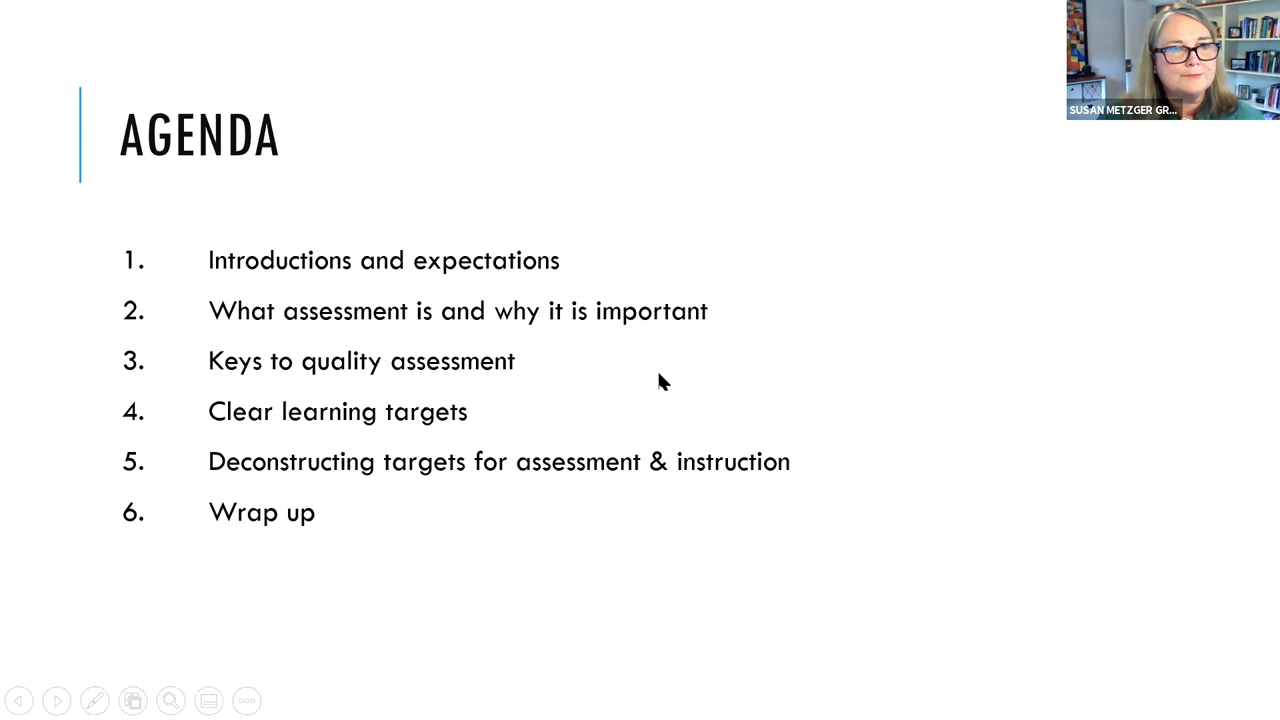 SUSAN METZGER GR...
AGENDA
1. Introductions and expectations
2. What assessment is and why it is important
3. Keys to quality assessment
4. Clear learning targets
5. Deconstructing targets for assessment & instruction
6. Wrap up